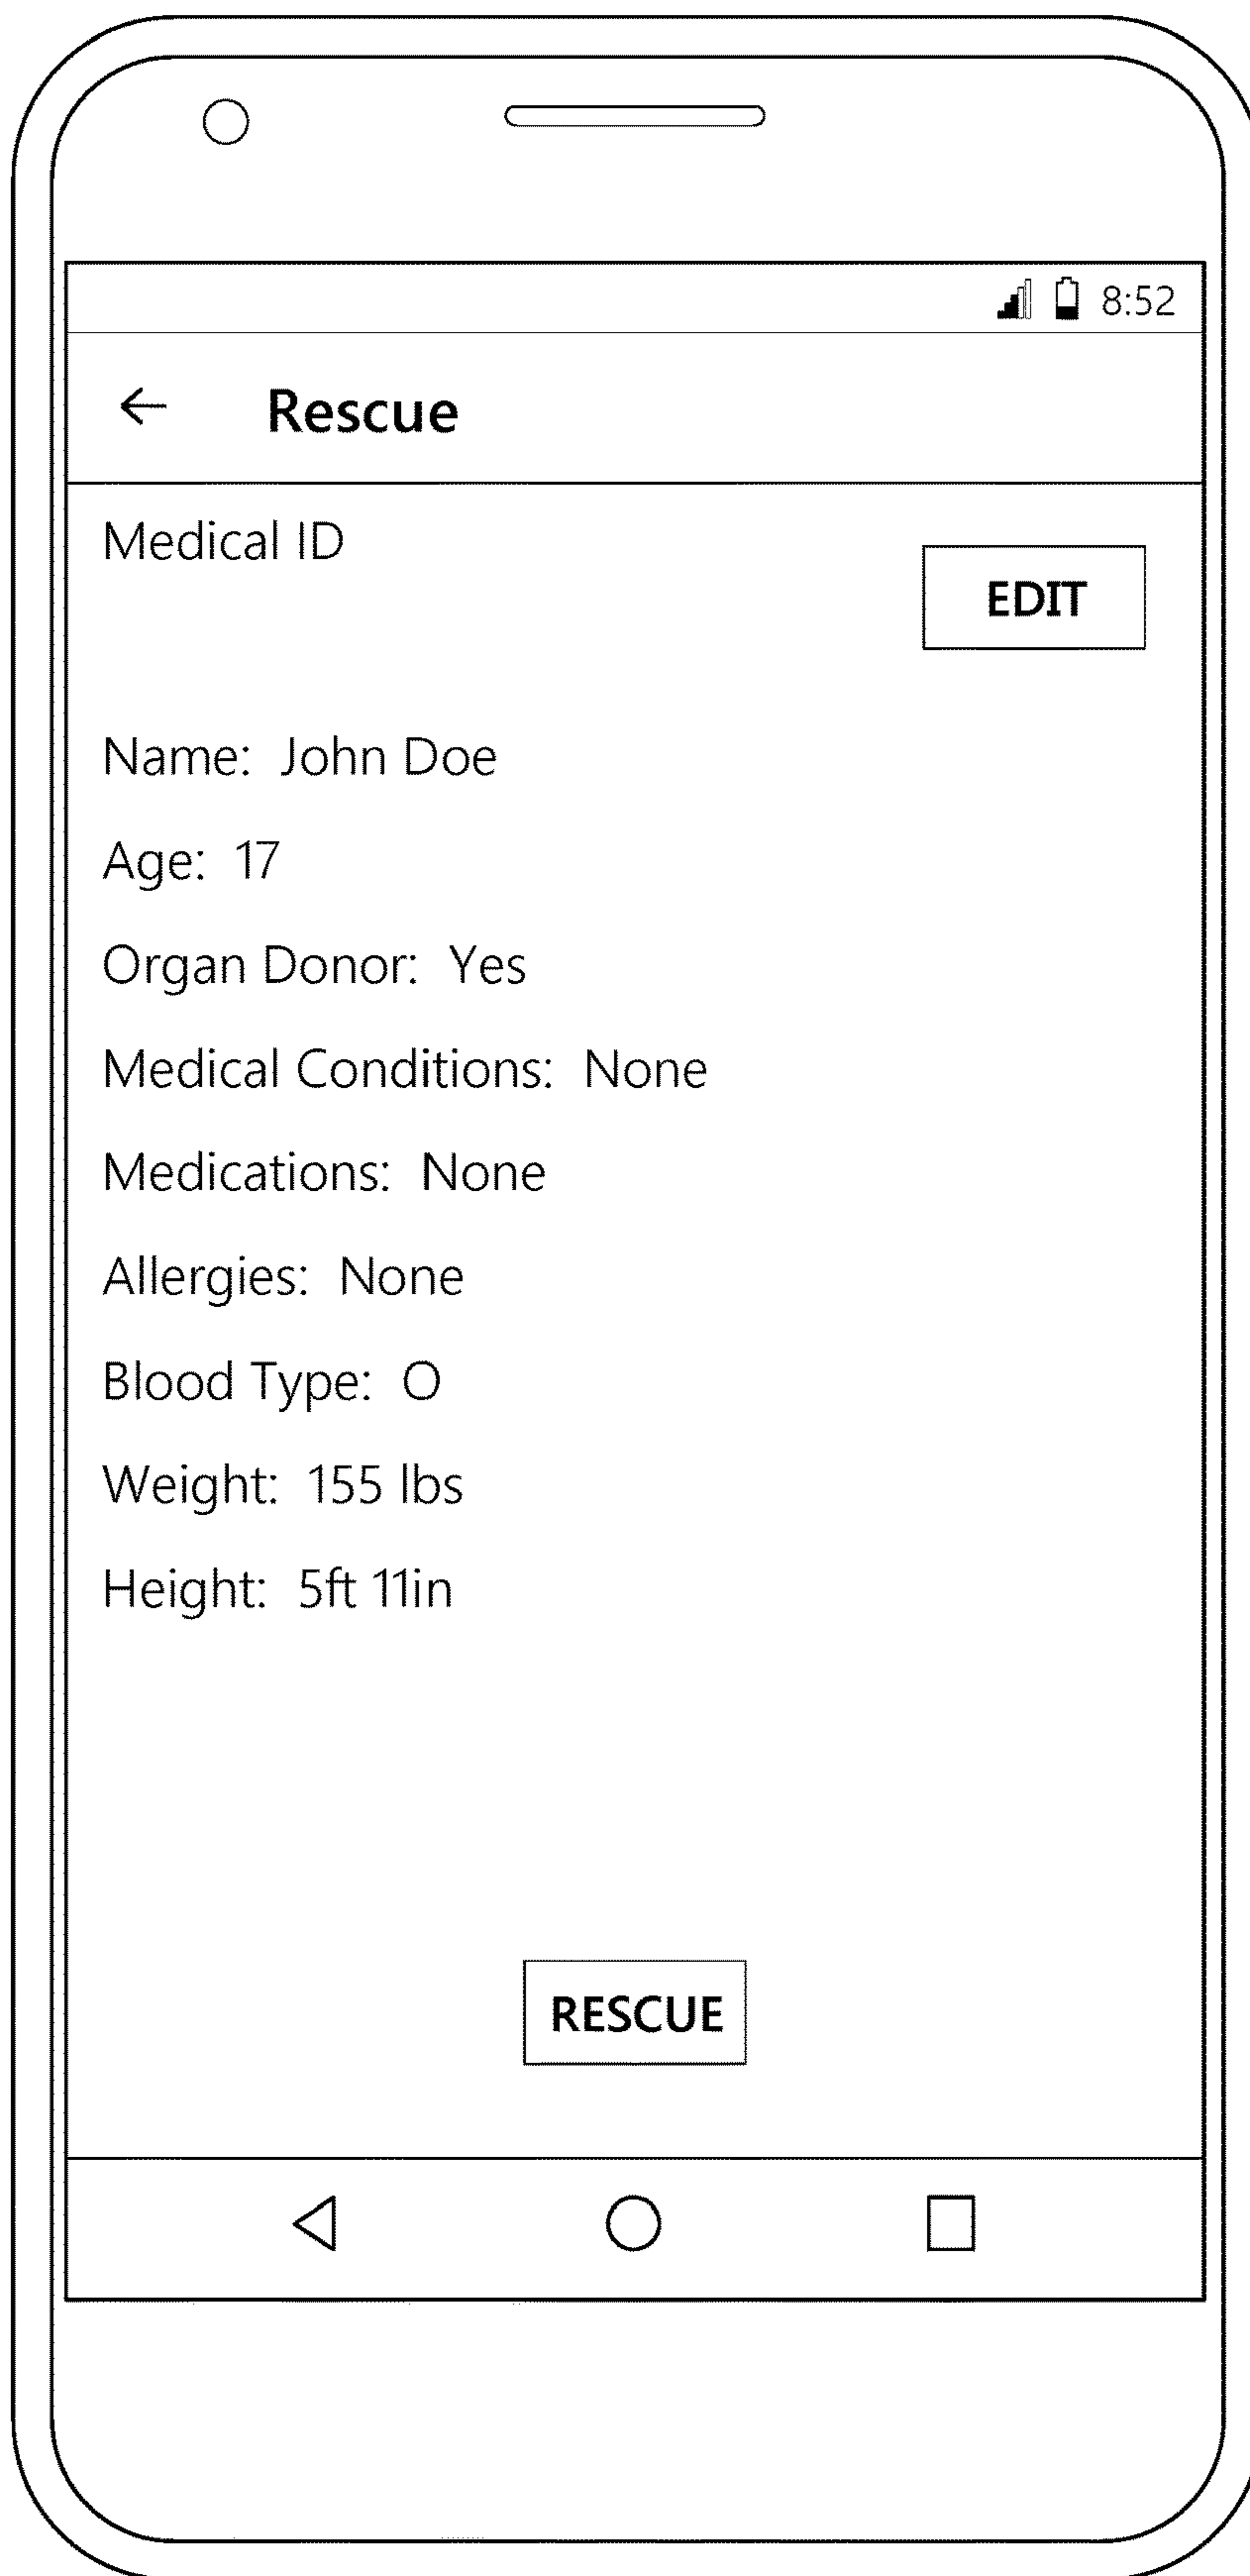 8:52
Rescue
Medical ID
EDIT
Name: John Doe
Age: 17
Organ Donor: Yes
Medical Conditions: None
Medications: None
Allergies: None
Blood Type: O
Weight: 155 lbs
Height: 5ft 11in
RESCUE